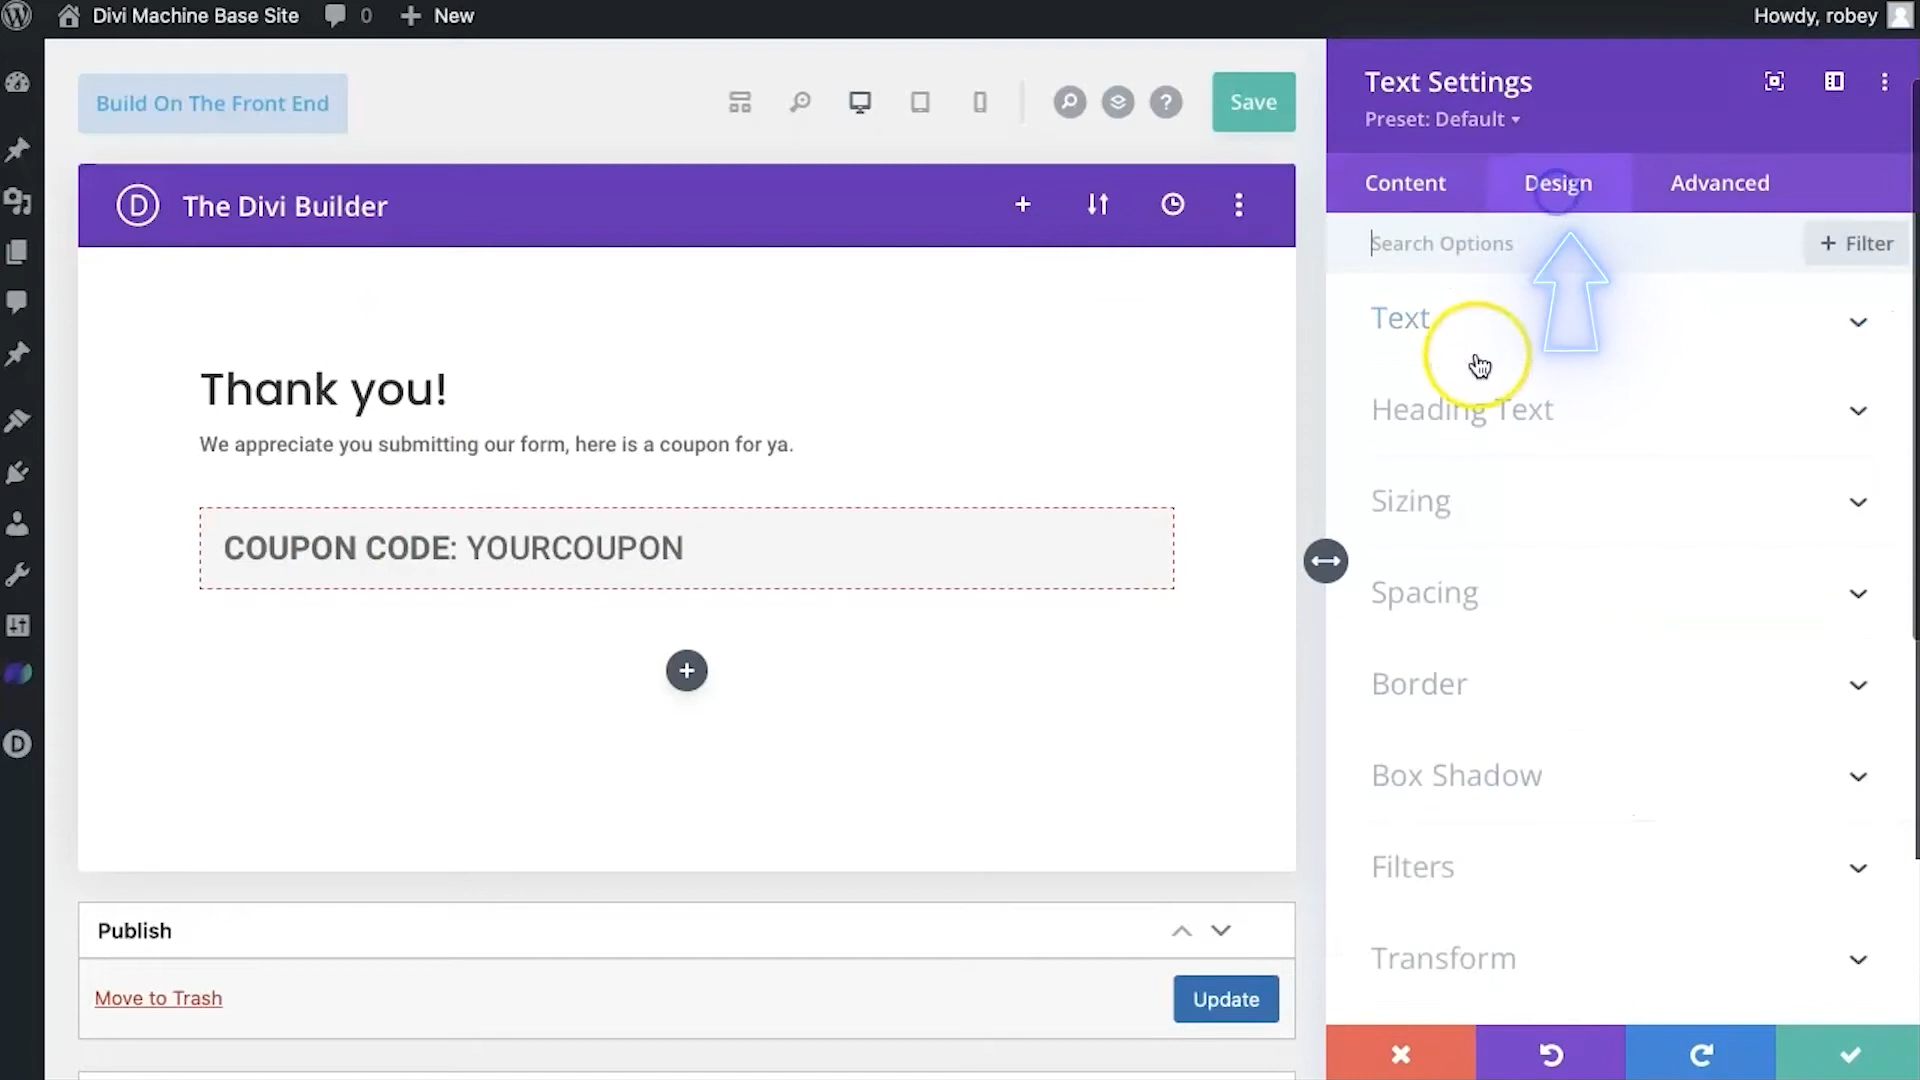 Divi Machine Base Site
0
New
Howdy, robey
Build On The Front End
?
Save
Text Settings
Preset: Default
Content
Design
Advanced
D
The Divi Builder
Search Options
+ Filter
Text
Thank you!
Heading Text
We appreciate you submitting our form, here is a coupon for ya.
Sizing
COUPON CODE: YOURCOUPON
Spacing
Border
D
Box Shadow
Filters
Publish
Transform
Move to Trash
Update